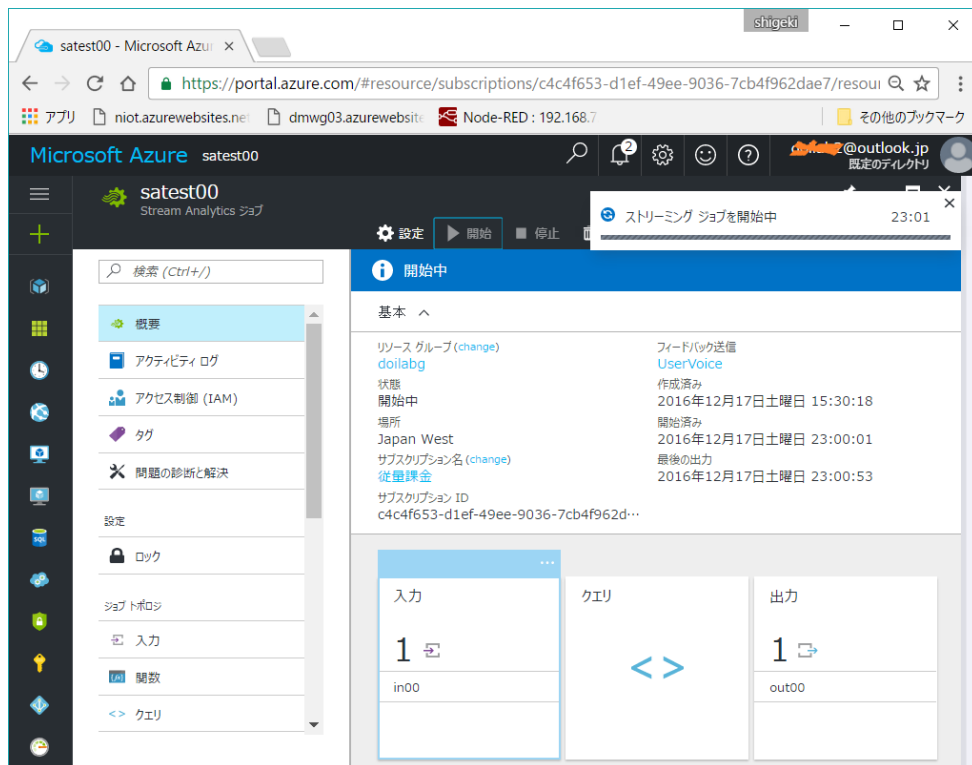 shigeki
satest00 - Microsoft Azur
https://portal.azure.com/#resource/subscriptions/c4c4f653-d1ef-49ee-9036-7cb4f962dae7/resou
アプリ niot.azurewebsites.net dmwg03.azurewebsite Node-RED : 192.168.7 その他のブックマーク
Microsoft Azure satest00 2 @outlook.jp
既定のディレクトリ
satest00
Stream Analytics ジョブ
ストリーミング ジョブを開始中 23:01
設定 開始 停止
検索 (Ctrl+/)
開始中
概要
アクティビティ ログ
アクセス制御 (IAM)
タグ
問題の診断と解決
設定
ロック
ジョブ トポロジ
入力
関数
クエリ
基本
リソース グループ (change)
doilabg
状態
開始中
場所
Japan West
サブスクリプション名 (change)
従量課金
サブスクリプション ID
c4c4f653-d1ef-49ee-9036-7cb4f962d…
フィードバック送信
UserVoice
作成済み
2016年12月17日土曜日 15:30:18
開始済み
2016年12月17日土曜日 23:00:01
最後の出力
2016年12月17日土曜日 23:00:53
入力
1
in00
クエリ
< >
出力
1
out00